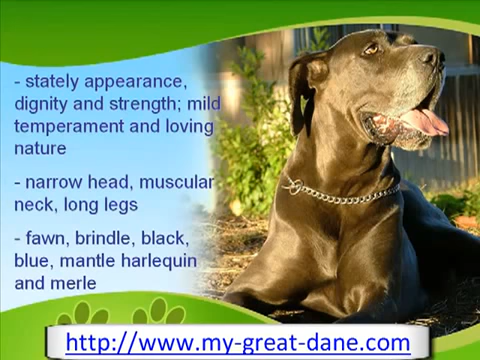 - stately appearance,
dignity and strength; mild
temperament and loving
nature
- narrow head, muscular
neck, long legs
- fawn, brindle, black,
blue, mantle harlequin
and merle
http://www.my-great-dane.com